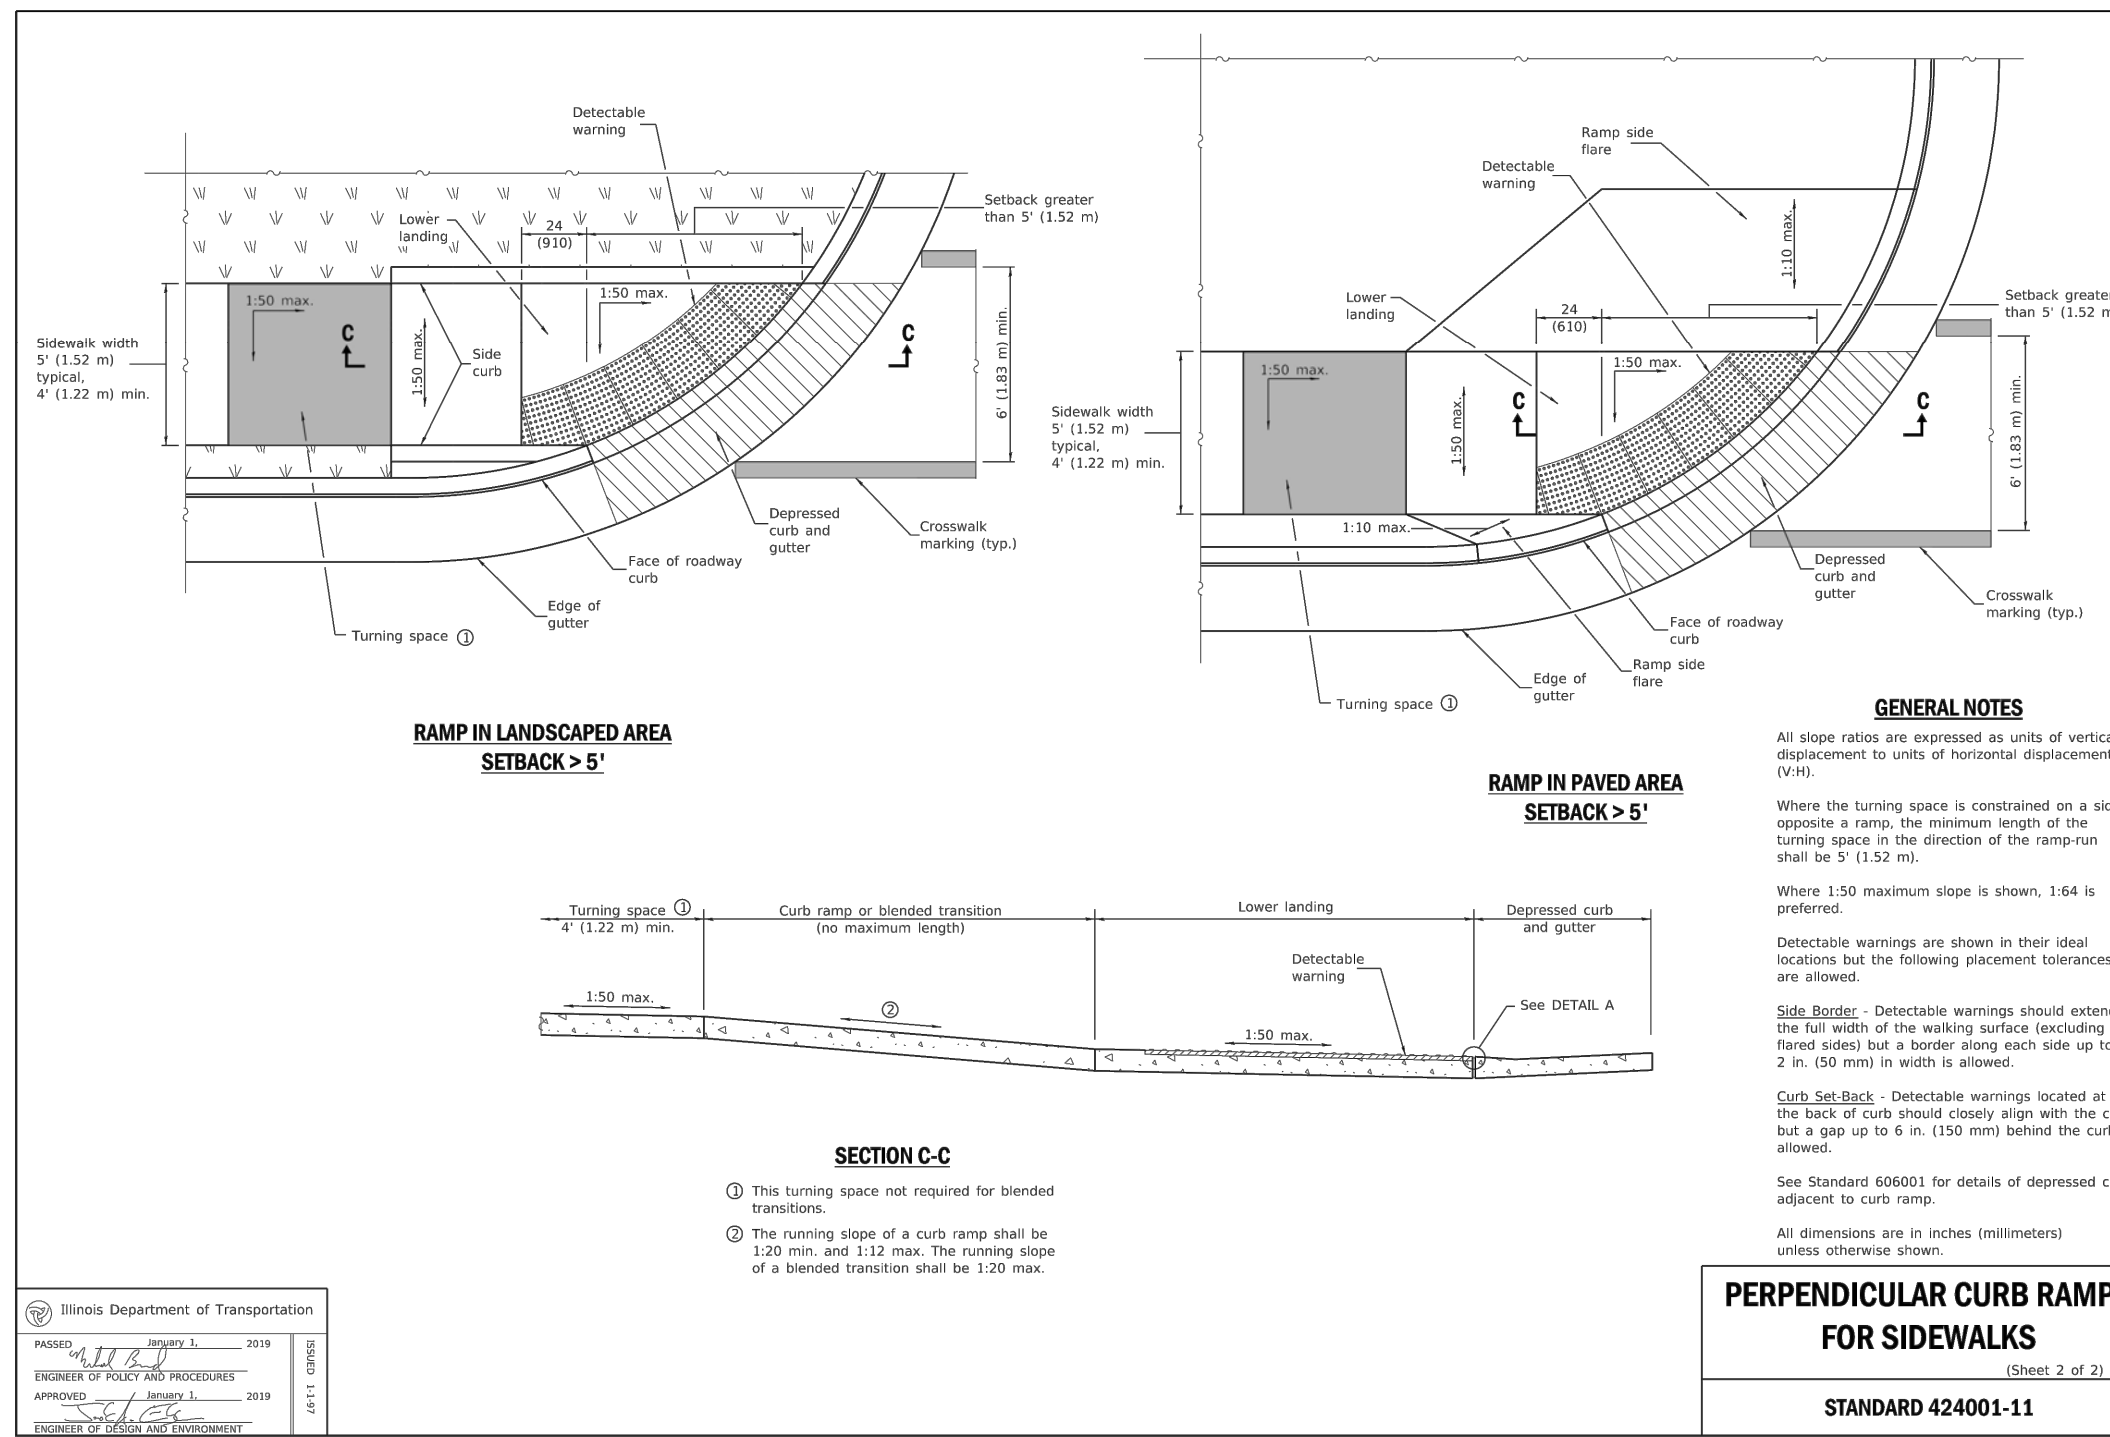 Detectable
warning
Lower
landing
24
(910)
Setback greater
than 5' (1.52 m)
1:50 max.
1:50 max.
C
C
1:50 max.
Side
curb
6' (1.83 m) min.
Sidewalk width
5' (1.52 m)
typical,
4' (1.22 m) min.
Depressed
curb and
gutter
Crosswalk
marking (typ.)
Face of roadway
curb
Edge of
gutter
Turning space 1
RAMP IN LANDSCAPED AREA
SETBACK > 5'
Ramp side
flare
Detectable
warning
1:10 max.
Lower
landing
24
(610)
Setback greater
than 5' (1.52 m
1:50 max.
1:50 max.
C
C
1:50 max.
6' (1.83 m) min.
Sidewalk width
5' (1.52 m)
typical,
4' (1.22 m) min.
1:10 max.
Depressed
curb and
gutter
Crosswalk
marking (typ.)
Face of roadway
curb
Ramp side
flare
Edge of
gutter
Turning space 1
RAMP IN PAVED AREA
SETBACK > 5'
Turning space 1
4' (1.22 m) min.
Curb ramp or blended transition
(no maximum length)
Lower landing
Depressed curb
and gutter
Detectable
warning
1:50 max.
2
See DETAIL A
1:50 max.
SECTION C-C
1 This turning space not required for blended
transitions.
2 The running slope of a curb ramp shall be
1:20 min. and 1:12 max. The running slope
of a blended transition shall be 1:20 max.
GENERAL NOTES
All slope ratios are expressed as units of vertica
displacement to units of horizontal displacement
(V:H).
Where the turning space is constrained on a sid
opposite a ramp, the minimum length of the
turning space in the direction of the ramp-run
shall be 5' (1.52 m).
Where 1:50 maximum slope is shown, 1:64 is
preferred.
Detectable warnings are shown in their ideal
locations but the following placement tolerances
are allowed.
Side Border - Detectable warnings should exten
the full width of the walking surface (excluding
flared sides) but a border along each side up to
2 in. (50 mm) in width is allowed.
Curb Set-Back - Detectable warnings located at
the back of curb should closely align with the c
but a gap up to 6 in. (150 mm) behind the cur
allowed.
See Standard 606001 for details of depressed c
adjacent to curb ramp.
All dimensions are in inches (millimeters)
unless otherwise shown.
Illinois Department of Transportation
PASSED January 1, 2019
ENGINEER OF POLICY AND PROCEDURES
APPROVED January 1, 2019
ENGINEER OF DESIGN AND ENVIRONMENT
ISSUED 1-1-97
PERPENDICULAR CURB RAMP
FOR SIDEWALKS
(Sheet 2 of 2)
STANDARD 424001-11